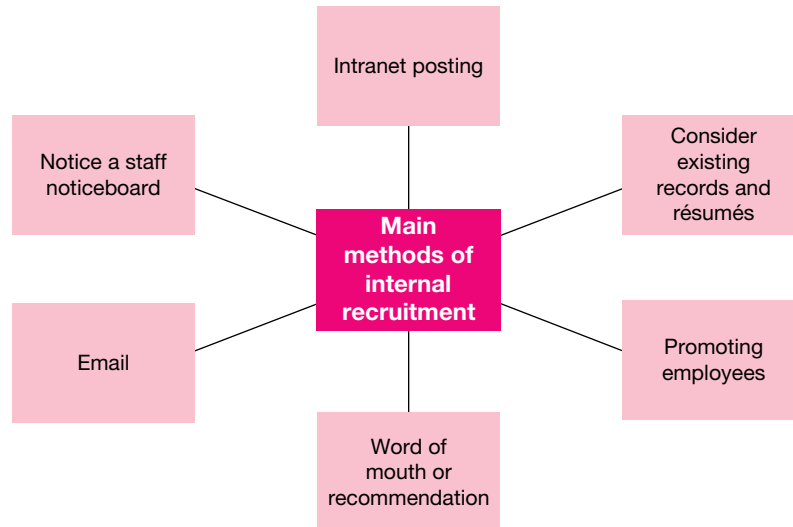 Intranet posting
Notice a staff
noticeboard
Consider
existing
records and
résumés
Main
methods of
internal
recruitment
Email
Promoting
employees
Word of
mouth or
recommendation